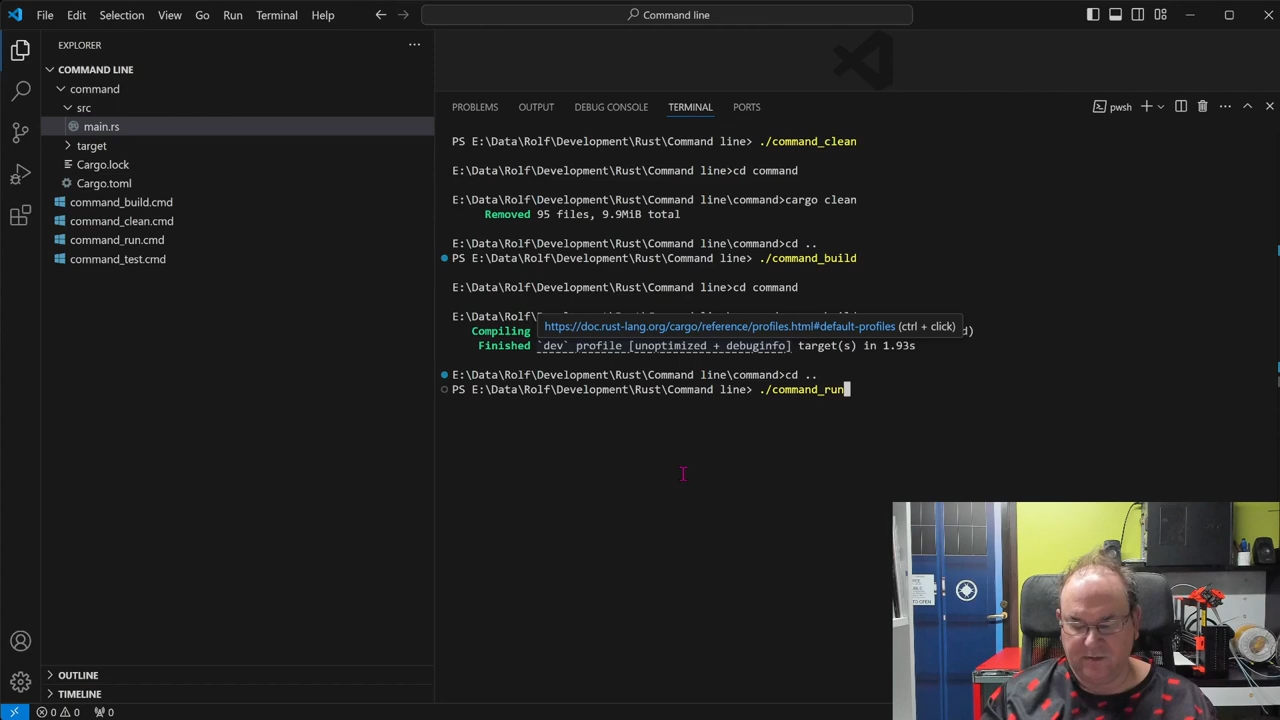 File Edit Selection View Go Run Terminal Help
Command line
EXPLORER
COMMAND LINE
command
src
main.rs
target
Cargo.lock
Cargo.toml
command_build.cmd
command_clean.cmd
command_run.cmd
command_test.cmd
OUTLINE
TIMELINE
0 0 0
PROBLEMS OUTPUT DEBUG CONSOLE TERMINAL PORTS
pwsh
PS E:\Data\Rolf\Development\Rust\Command line> ./command_clean
E:\Data\Rolf\Development\Rust\Command line>cd command
E:\Data\Rolf\Development\Rust\Command line\command>cargo clean
Removed 95 files, 9.9MiB total
E:\Data\Rolf\Development\Rust\Command line\command>cd ..
PS E:\Data\Rolf\Development\Rust\Command line> ./command_build
E:\Data\Rolf\Development\Rust\Command line>cd command
https://doc.rust-lang.org/cargo/reference/profiles.html#default-profiles (ctrl + click)
Compiling d)
Finished `dev` profile [unoptimized + debuginfo] target(s) in 1.93s
E:\Data\Rolf\Development\Rust\Command line\command>cd ..
PS E:\Data\Rolf\Development\Rust\Command line> ./command_run